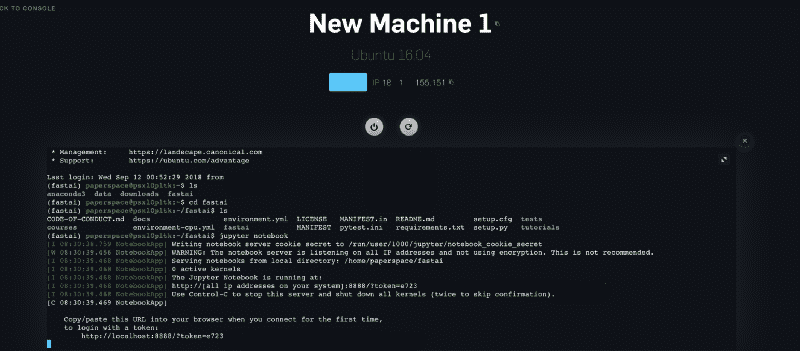 CK TO CONSOLE
New Machine 1
Ubuntu 16.04
IP 18 1 155.151
* Management: https://landscape.canonical.com
* Support: https://ubuntu.com/advantage
Last login: Wed Sep 12 00:52:29 2018 from
(fastai) paperspace@psxl0pltk:~$ ls
anaconda3 data downloads fastai
(fastai) paperspace@psxl0pltk:~$ cd fastai
(fastai) paperspace@psxl0pltk:~/fastai$ ls
CODE-OF-CONDUCT.md docs environment.yml LICENSE MANIFEST.in README.md setup.cfg tests
courses environment-cpu.yml fastai MANIFEST pytest.ini requirements.txt setup.py tutorials
(fastai) paperspace@psxl0pltk:~/fastai$ jupyter notebook
[I 08:30:38.759 NotebookApp] Writing notebook server cookie secret to /run/user/1000/jupyter/notebook_cookie_secret
[W 08:30:39.456 NotebookApp] WARNING: The notebook server is listening on all IP addresses and not using encryption. This is not recommended.
[I 08:30:39.468 NotebookApp] Serving notebooks from local directory: /home/paperspace/fastai
[I 08:30:39.468 NotebookApp] 0 active kernels
[I 08:30:39.468 NotebookApp] The Jupyter Notebook is running at:
[I 08:30:39.468 NotebookApp] http://[all ip addresses on your system]:8888/?token=e723
[I 08:30:39.468 NotebookApp] Use Control-C to stop this server and shut down all kernels (twice to skip confirmation).
[C 08:30:39.469 NotebookApp]
Copy/paste this URL into your browser when you connect for the first time,
to login with a token:
http://localhost:8888/?token=e723